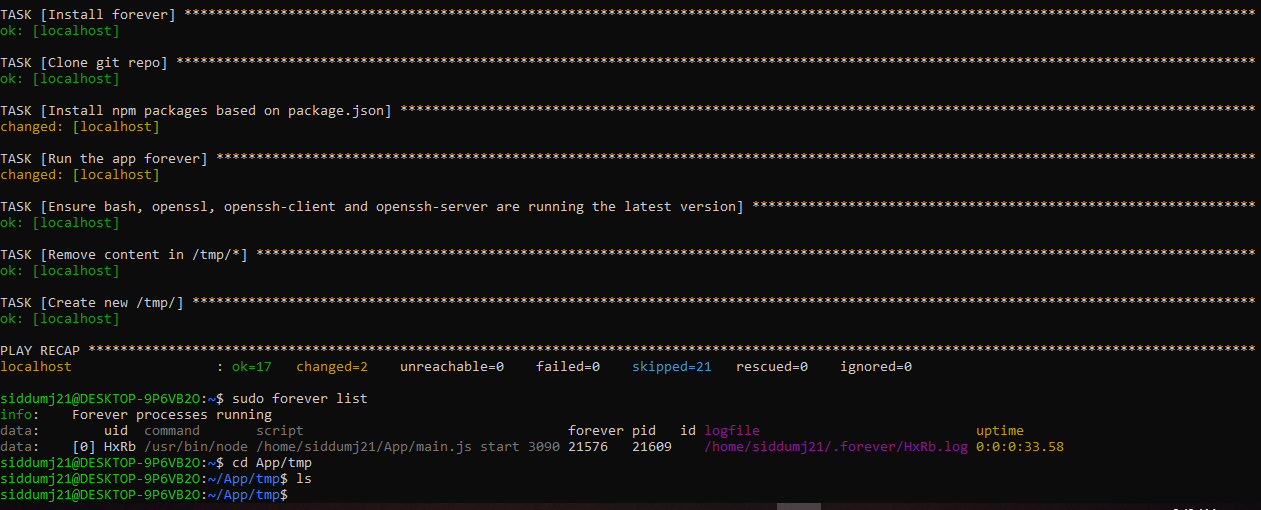 TASK [Install forever] **************************************************************************************************************************************
ok: [localhost]
TASK [Clone git repo] ***************************************************************************************************************************************
ok: [localhost]
TASK [Install npm packages based on package.json] ***********************************************************************************************************
changed: [localhost]
TASK [Run the app forever] **********************************************************************************************************************************
changed: [localhost]
TASK [Ensure bash, openssl, openssh-client and openssh-server are running the latest version] ***************************************************************
ok: [localhost]
TASK [Remove content in /tmp/*] *****************************************************************************************************************************
ok: [localhost]
TASK [Create new /tmp/] *************************************************************************************************************************************
ok: [localhost]
PLAY RECAP **************************************************************************************************************************************************
localhost                  : ok=17   changed=2    unreachable=0    failed=0    skipped=21   rescued=0    ignored=0
siddumj21@DESKTOP-9P6VB2O:~$ sudo forever list
info:    Forever processes running
data:        uid  command       script                                 forever pid   id logfile                           uptime
data:    [0] HxRb /usr/bin/node /home/siddumj21/App/main.js start 3090 21576   21609    /home/siddumj21/.forever/HxRb.log 0:0:0:33.58
siddumj21@DESKTOP-9P6VB2O:~$ cd App/tmp
siddumj21@DESKTOP-9P6VB2O:~/App/tmp$ ls
siddumj21@DESKTOP-9P6VB2O:~/App/tmp$